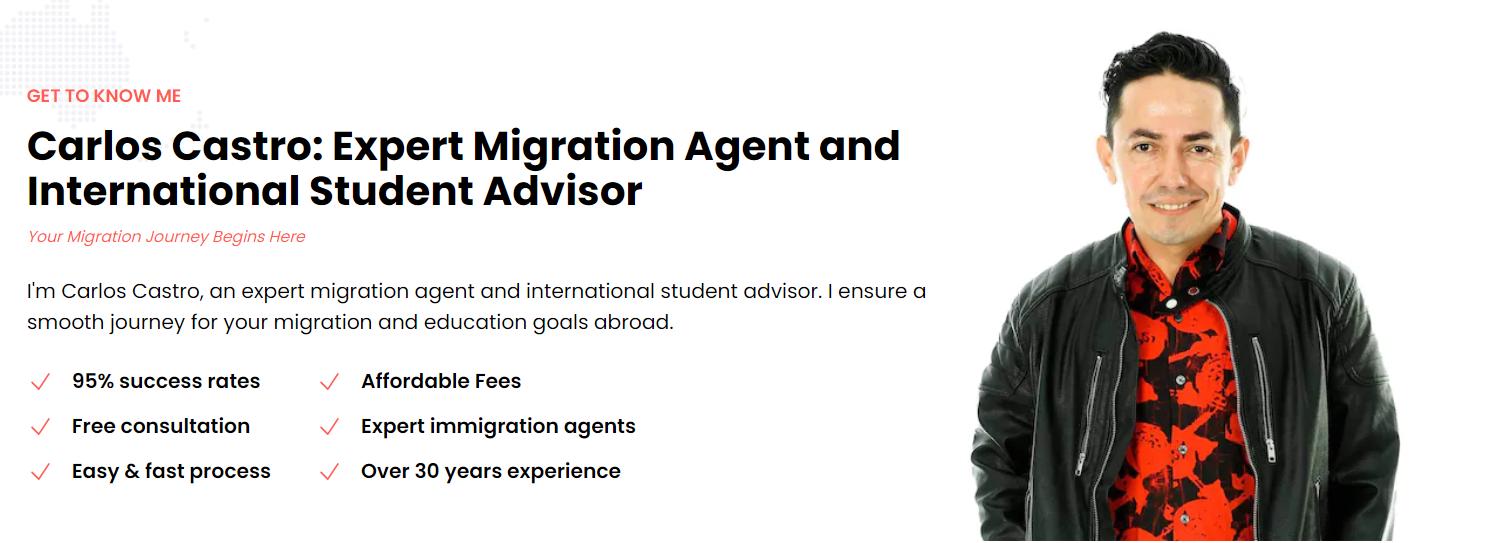 GET TO KNOW ME
Carlos Castro: Expert Migration Agent and
International Student Advisor
Your Migration Journey Begins Here
I'm Carlos Castro, an expert migration agent and international student advisor. I ensure a
smooth journey for your migration and education goals abroad.
95% success rates
Affordable Fees
Free consultation
Expert immigration agents
Easy & fast process
Over 30 years experience